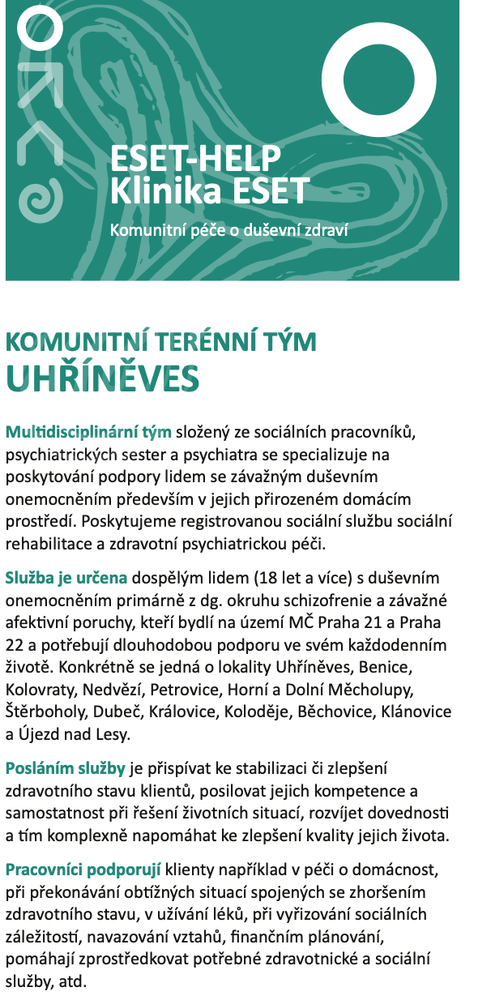 ESET-HELP
Klinika ESET
Komunitní péče o duševní zdraví
KOMUNITNÍ TERÉNNÍ TÝM
UHŘÍNĚVES
Multidisciplinární tým složený ze sociálních pracovníků,
psychiatrických sester a psychiatra se specializuje na
poskytování podpory lidem se závažným duševním
onemocněním především v jejich přirozeném domácím
prostředí. Poskytujeme registrovanou sociální službu sociální
rehabilitace a zdravotní psychiatrickou péči.
Služba je určena dospělým lidem (18 let a více) s duševním
onemocněním primárně z dg. okruhu schizofrenie a závažné
afektivní poruchy, kteří bydlí na území MČ Praha 21 a Praha
22 a potřebují dlouhodobou podporu ve svém každodenním
životě. Konkrétně se jedná o lokality Uhříněves, Benice,
Kolovraty, Nedvězí, Petrovice, Horní a Dolní Měcholupy,
Štěrboholy, Dubeč, Královice, Koloděje, Běchovice, Klánovice
a Újezd nad Lesy.
Posláním služby je přispívat ke stabilizaci či zlepšení
zdravotního stavu klientů, posilovat jejich kompetence a
samostatnost při řešení životních situací, rozvíjet dovednosti
a tím komplexně napomáhat ke zlepšení kvality jejich života.
Pracovníci podporují klienty například v péči o domácnost,
při překonávání obtížných situací spojených se zhoršením
zdravotního stavu, v užívání léků, při vyřizování sociálních
záležitostí, navazování vztahů, finančním plánování,
pomáhají zprostředkovat potřebné zdravotnické a sociální
služby, atd.